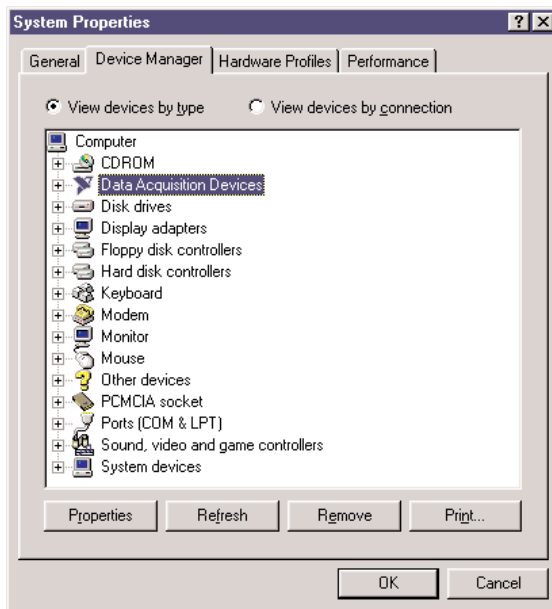 System Properties
General Device Manager Hardware Profiles Performance
View devices by type View devices by connection
Computer
CDROM
Data Acquisition Devices
Disk drives
Display adapters
Floppy disk controllers
Hard disk controllers
Keyboard
Modem
Monitor
Mouse
Other devices
PCMCIA socket
Ports (COM & LPT)
Sound, video and game controllers
System devices
Properties Refresh Remove Print...
OK Cancel